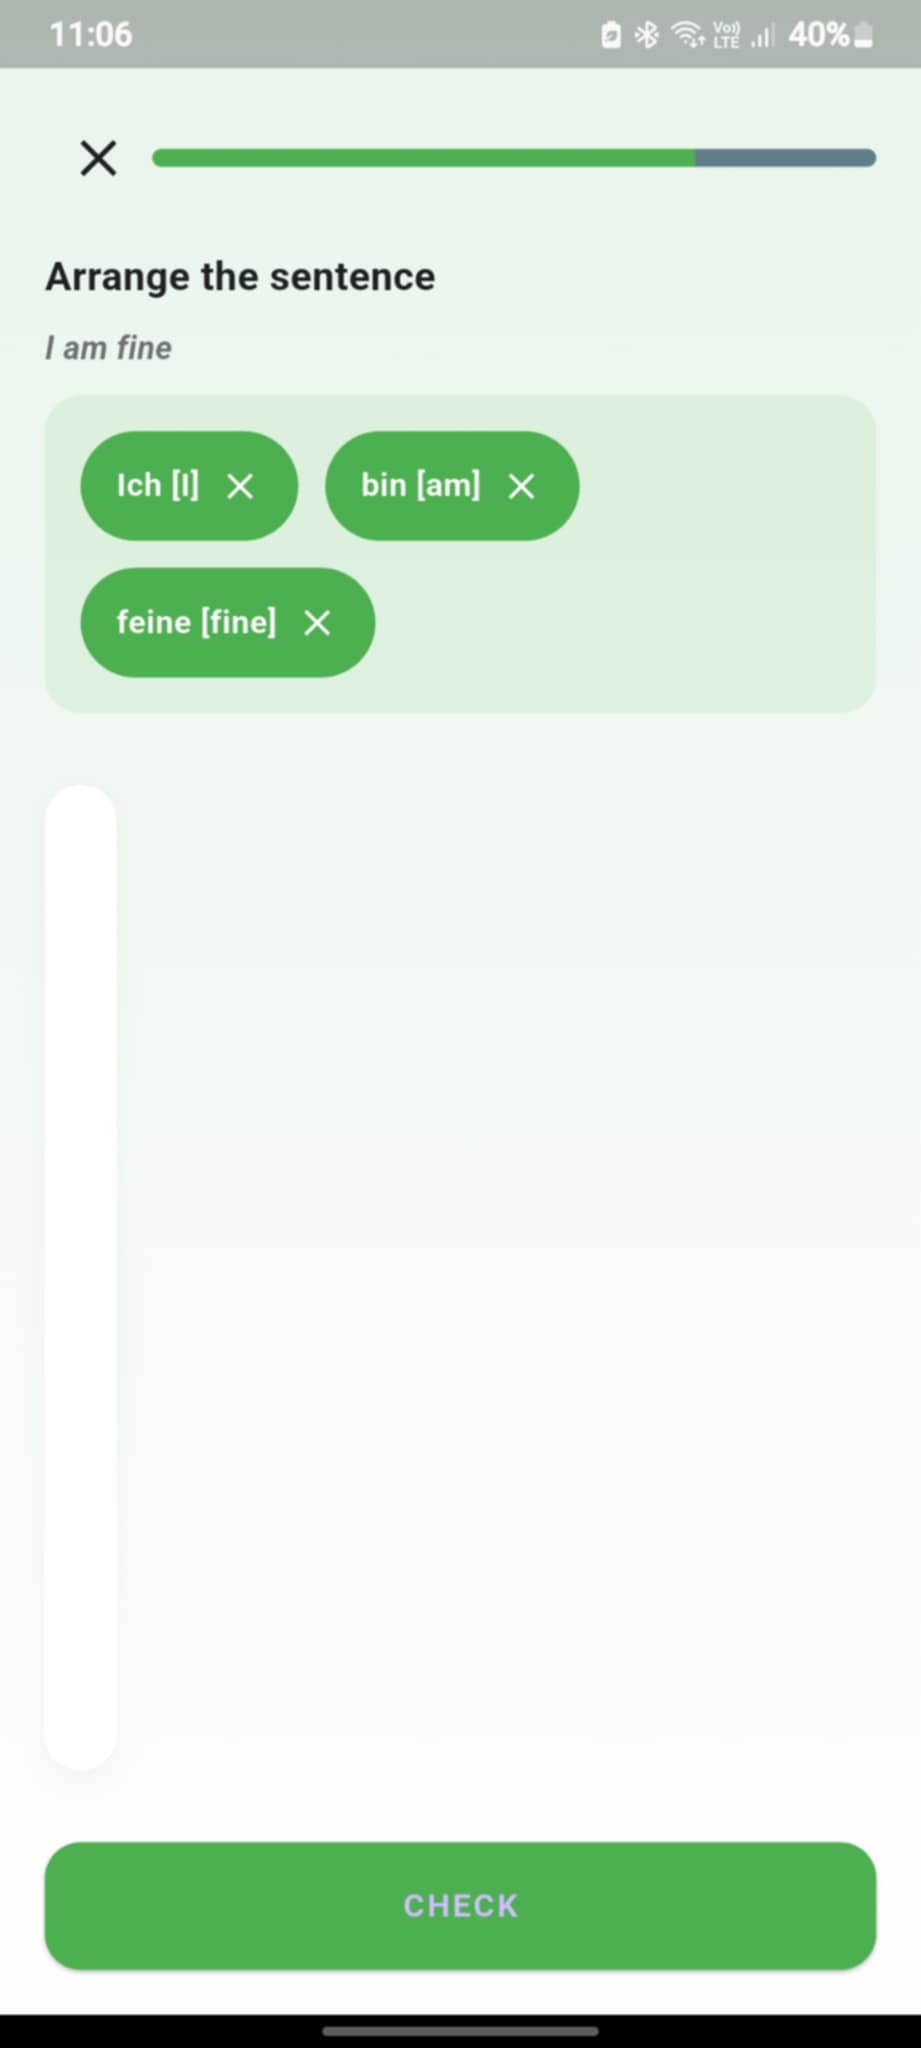 11:06 Vo)) LTE 40%
Arrange the sentence
I am fine
Ich [I] bin [am]
feine [fine]
CHECK